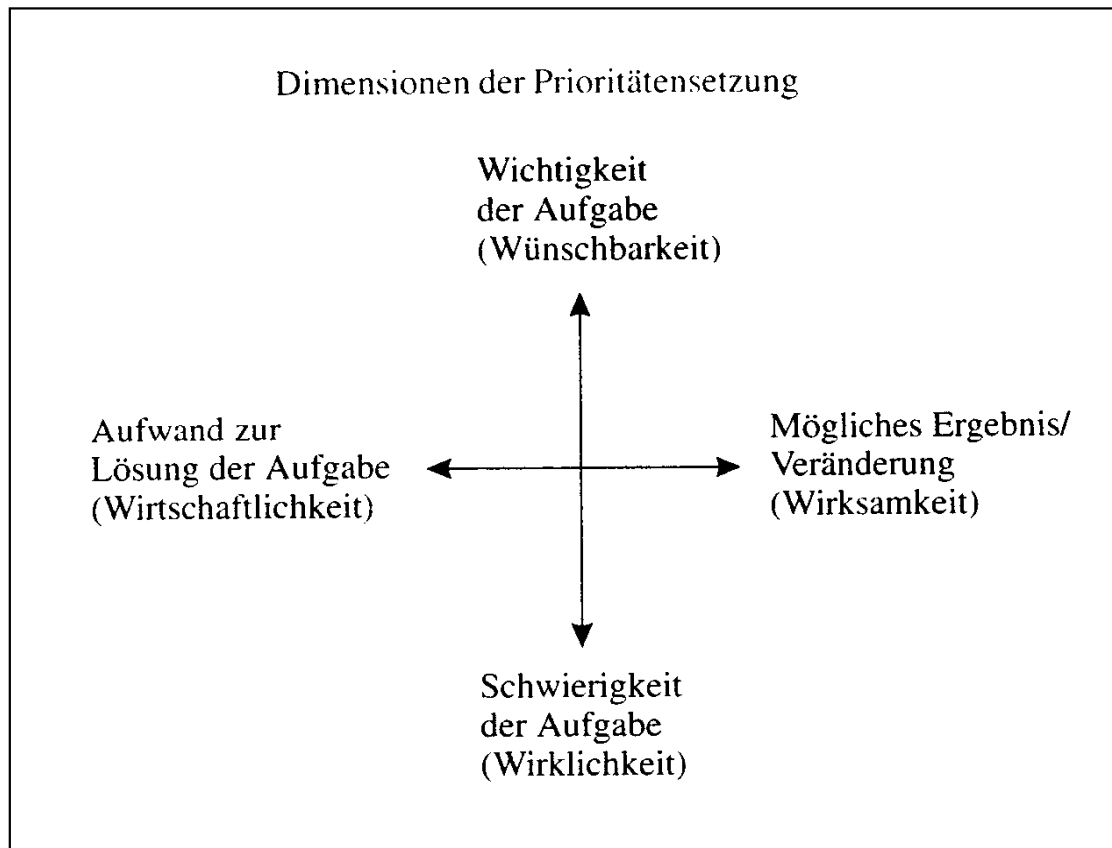 Dimensionen der Prioritätensetzung
Wichtigkeit
der Aufgabe
(Wünschbarkeit)
Aufwand zur
Lösung der Aufgabe
(Wirtschaftlichkeit)
Mögliches Ergebnis/
Veränderung
(Wirksamkeit)
Schwierigkeit
der Aufgabe
(Wirklichkeit)